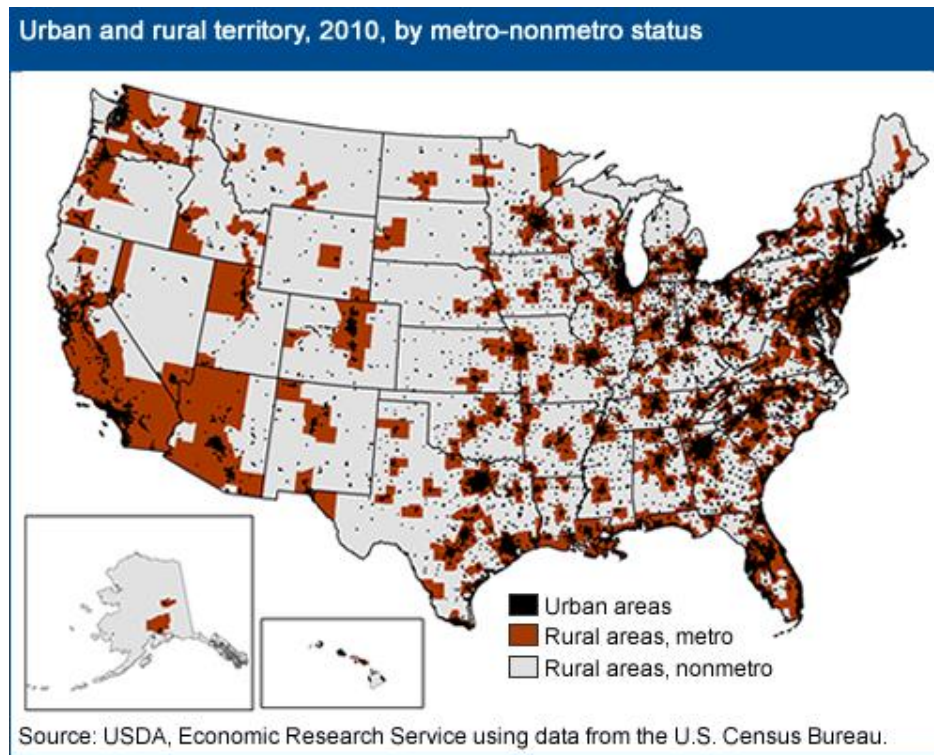 Urban and rural territory, 2010, by metro-nonmetro status
Urban areas
Rural areas, metro
Rural areas, nonmetro
Source: USDA, Economic Research Service using data from the U.S. Census Bureau.